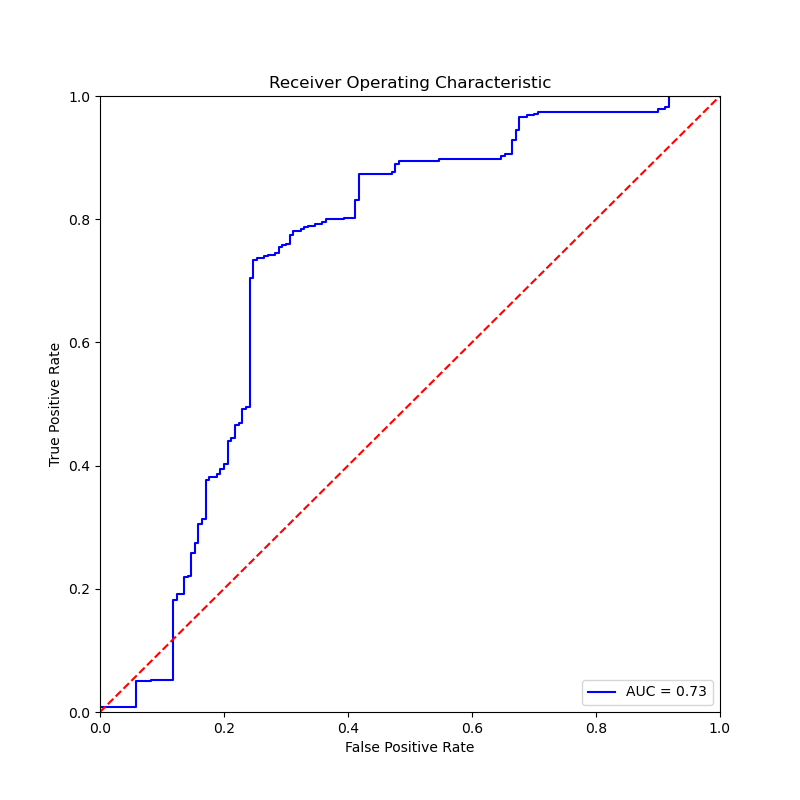 Receiver Operating Characteristic
1.0
0.8
0.6
0.4
0.2
0.0
True Positive Rate
AUC = 0.73
0.0 0.2 0.4 0.6 0.8 1.0
False Positive Rate